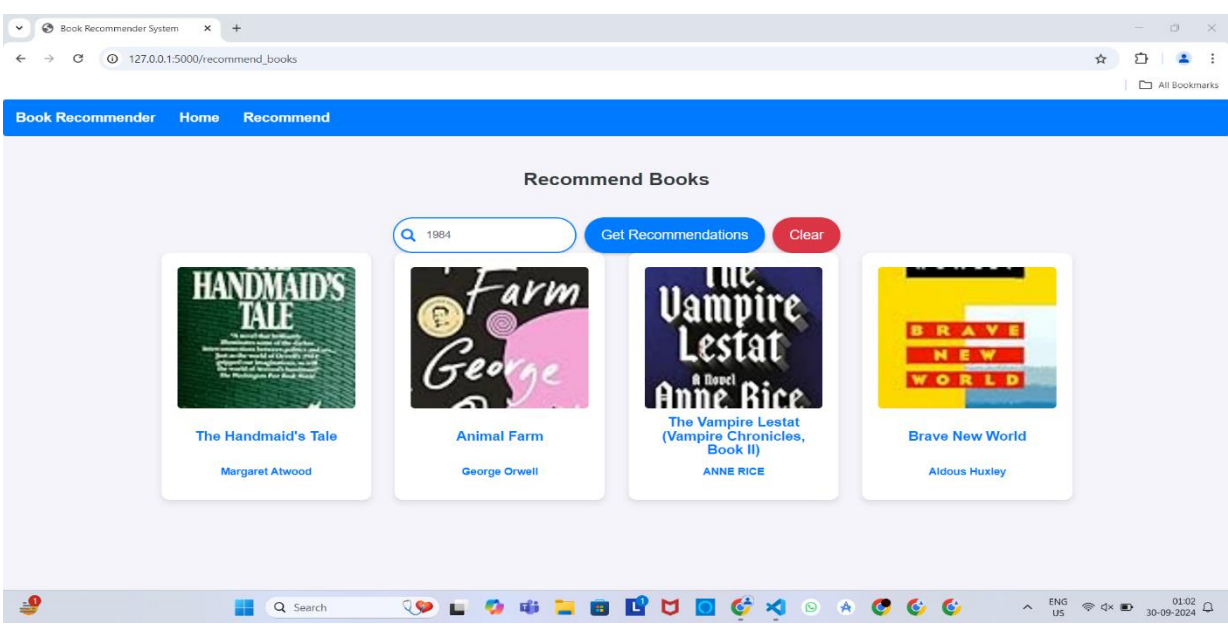 Book Recommender System
127.0.0.1:5000/recommend_books
All Bookmarks
Book Recommender Home Recommend
Recommend Books
1984 Get Recommendations Clear
HANDMAID'S
TALE
The Handmaid's Tale
Margaret Atwood
Farm
George
Animal Farm
George Orwell
The
Vampire
Lestat
A Novel
Anne Rice
The Vampire Lestat
(Vampire Chronicles,
Book II)
ANNE RICE
BRAVE
NEW
WORLD
Brave New World
Aldous Huxley
Search
ENG
US
01:02
30-09-2024